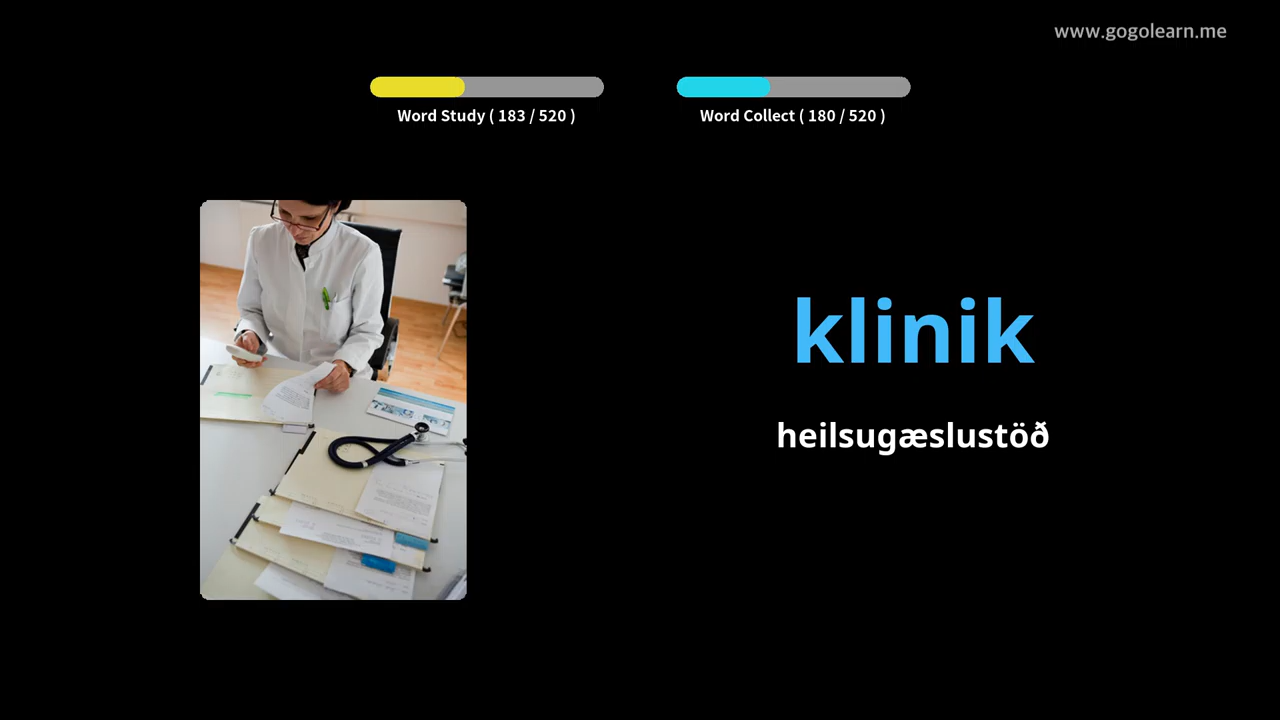 www.gogolearn.me
Word Study ( 183 / 520 )
Word Collect ( 180 / 520 )
klinik
heilsugæslustöð